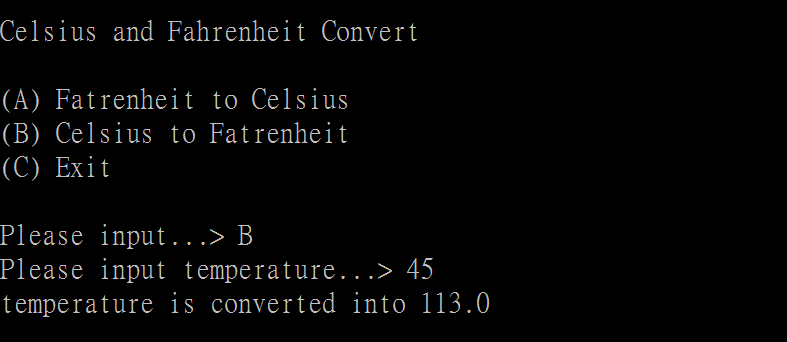 Celsius and Fahrenheit Convert
(A) Fatrenheit to Celsius
(B) Celsius to Fatrenheit
(C) Exit
Please input...> B
Please input temperature...> 45
temperature is converted into 113.0